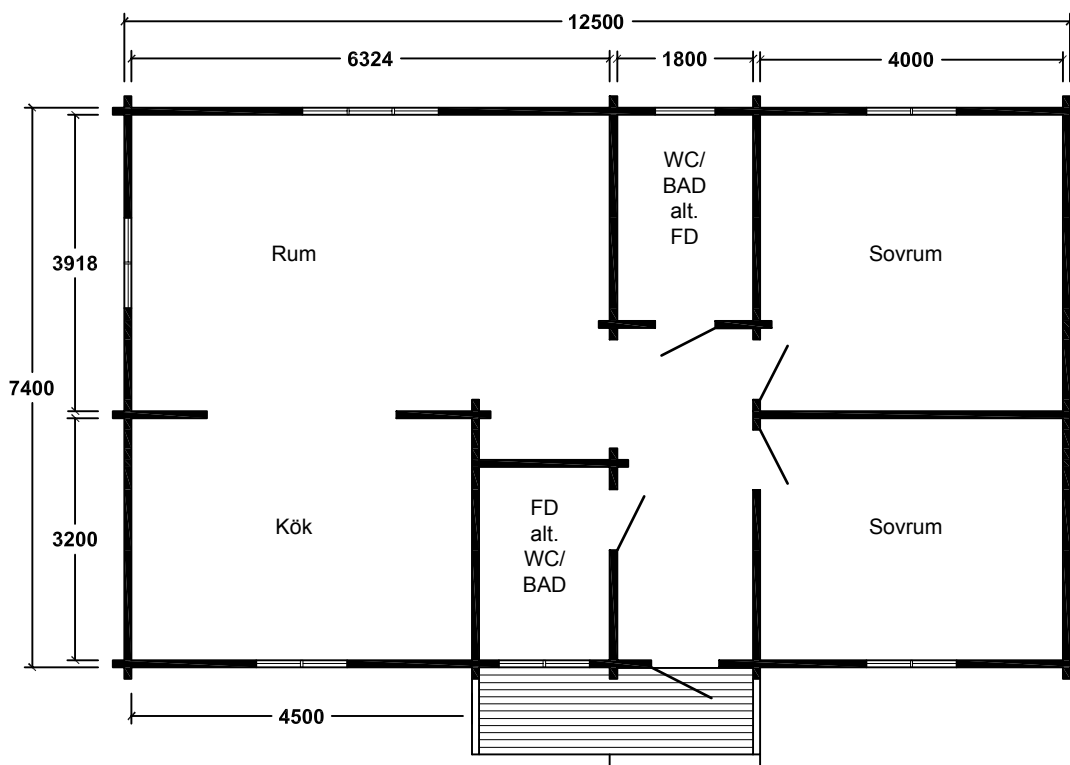 12500
6324
1800
4000
WC/
BAD
alt.
FD
Rum
Sovrum
3918
7400
FD
alt.
WC/
BAD
Kök
Sovrum
3200
4500